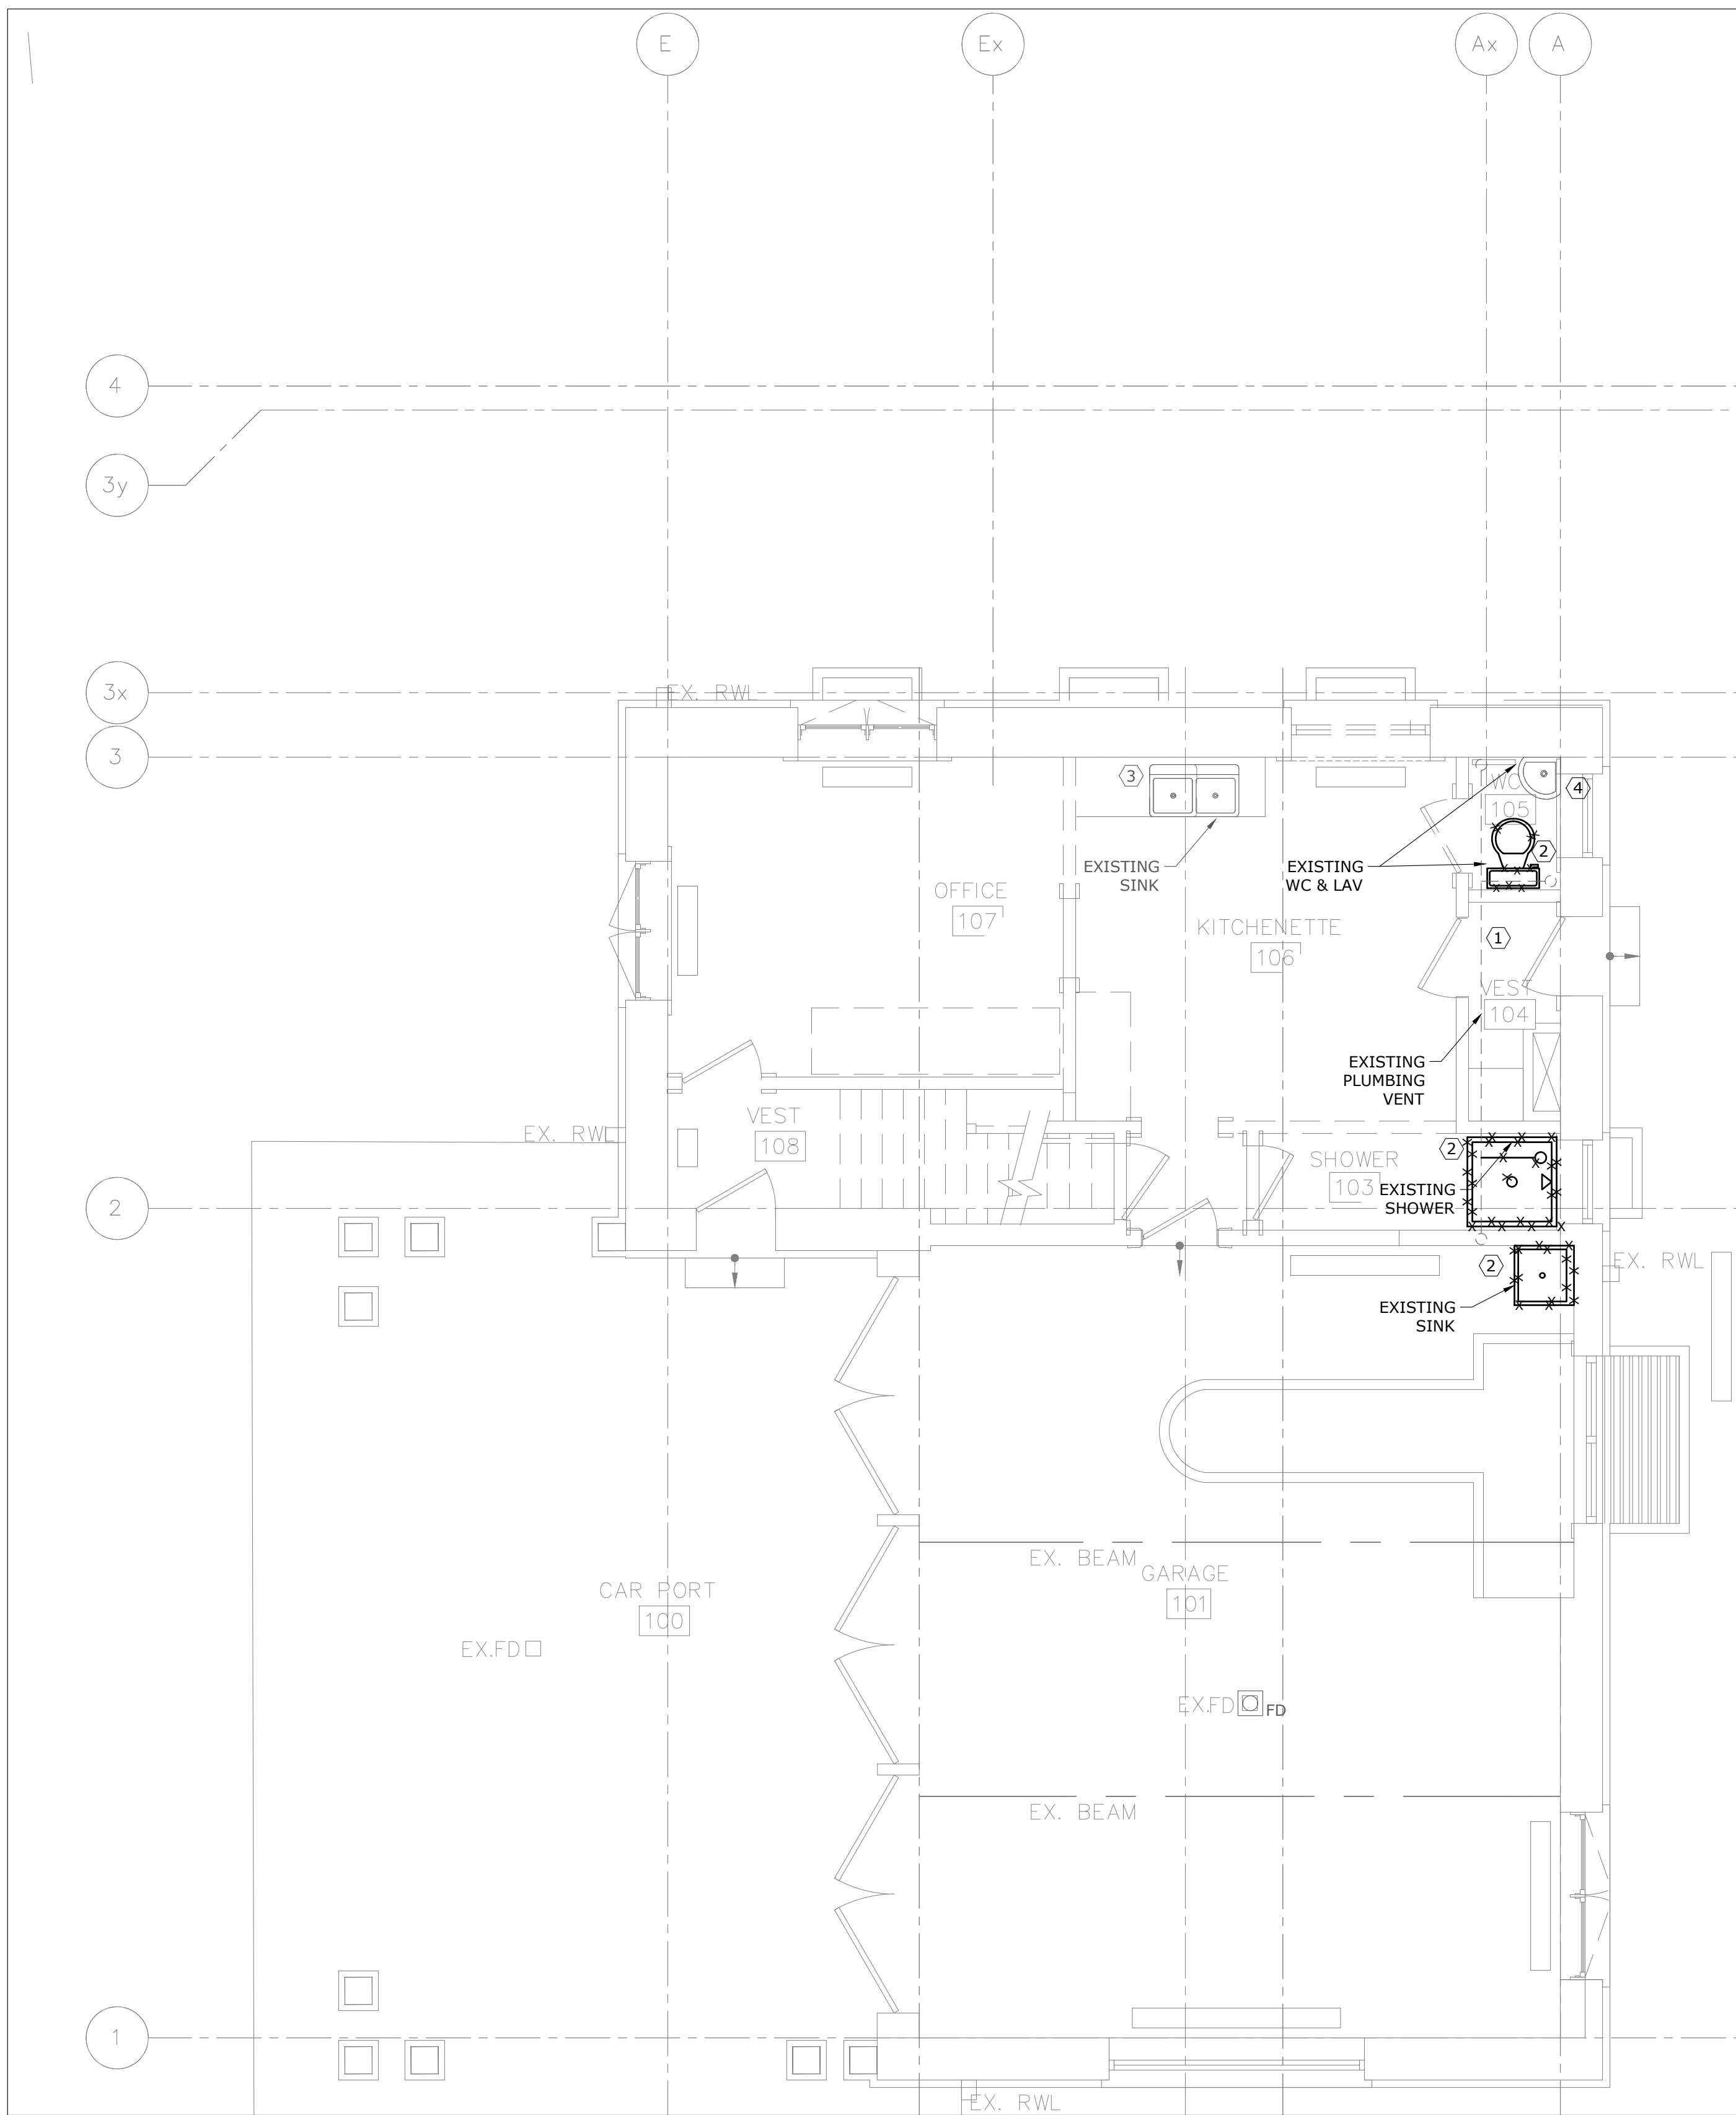 E
Ex
Ax
A
4
3y
3x
EX. RWL
3
3
WC
105
4
2
EXISTING
SINK
EXISTING
WC & LAV
OFFICE
107
KITCHENETTE
106
1
VEST
104
EXISTING
PLUMBING
VENT
VEST
108
EX. RWL
2
SHOWER
103
EXISTING
SHOWER
2
2
EX. RWL
EXISTING
SINK
EX. BEAM
GARAGE
101
CAR PORT
100
EX.FD
EX.FD
FD
EX. BEAM
1
EX. RWL